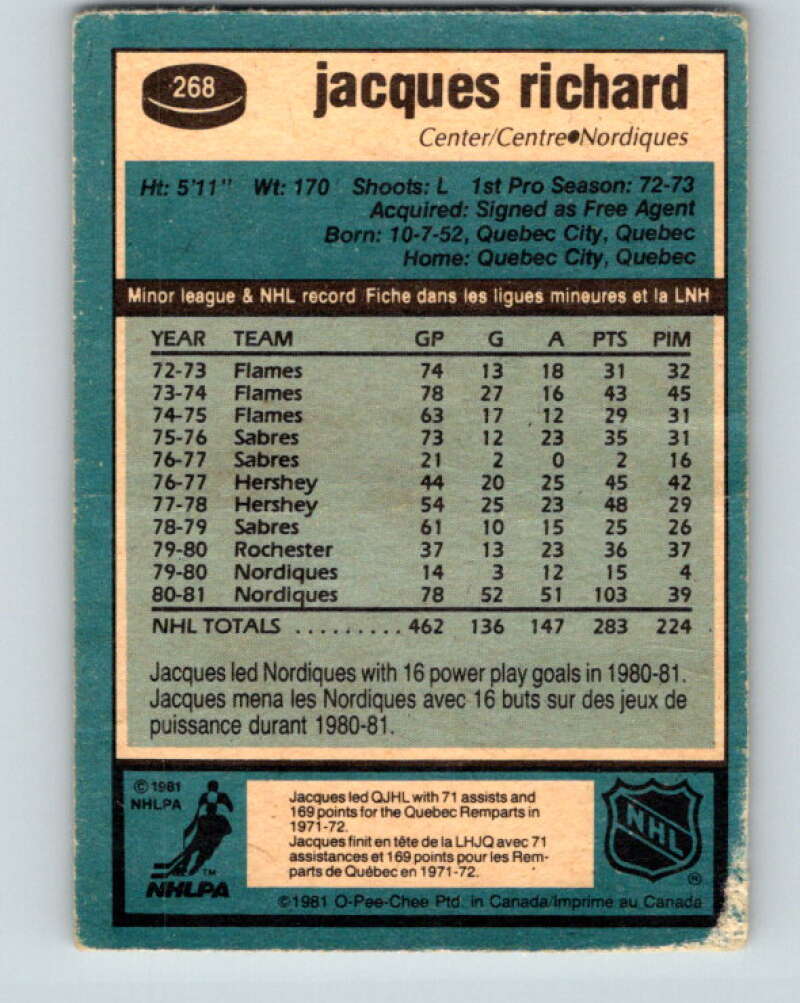 268
jacques richard
Center/Centre●Nordiques
Ht: 5'11" Wt: 170 Shoots: L 1st Pro Season: 72-73
Acquired: Signed as Free Agent
Born: 10-7-52, Quebec City, Quebec
Home: Quebec City, Quebec
Minor league & NHL record Fiche dans les ligues mineures et la LNH
YEAR TEAM GP G A PTS PIM
72-73 Flames 74 13 18 31 32
73-74 Flames 78 27 16 43 45
74-75 Flames 63 17 12 29 31
75-76 Sabres 73 12 23 35 31
76-77 Sabres 21 2 0 2 16
76-77 Hershey 44 20 25 45 42
77-78 Hershey 54 25 23 48 29
78-79 Sabres 61 10 15 25 26
79-80 Rochester 37 13 23 36 37
79-80 Nordiques 14 3 12 15 4
80-81 Nordiques 78 52 51 103 39
NHL TOTALS ......... 462 136 147 283 224
Jacques led Nordiques with 16 power play goals in 1980-81.
Jacques mena les Nordiques avec 16 buts sur des jeux de
puissance durant 1980-81.
© 1981
NHLPA
TM
NHLPA
Jacques led QJHL with 71 assists and
169 points for the Quebec Remparts in
1971-72.
Jacques finit en tête de la LHJQ avec 71
assistances et 169 points pour les Rem-
parts de Québec en 1971-72.
NHL
®
©1981 O-Pee-Chee Ptd. in Canada/Imprime au Canada